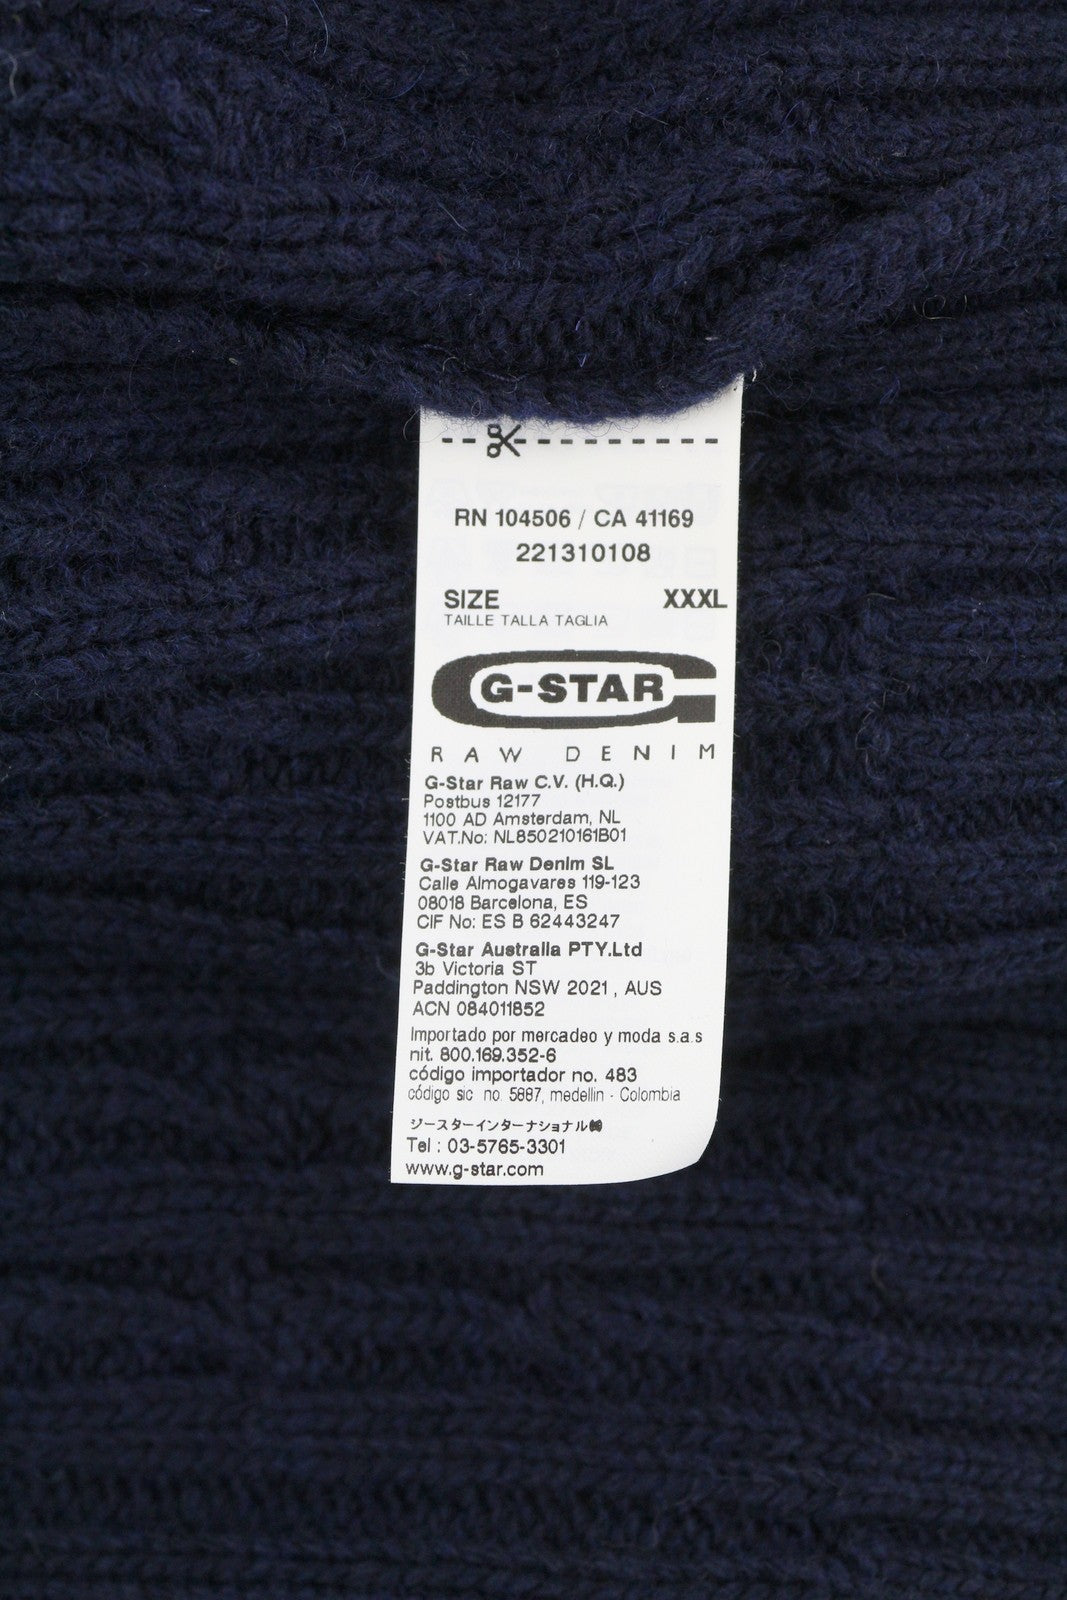 RN 104506 / CA 41169
221310108
SIZE XXXL
TAILLE TALLA TAGLIA
G-STAR
RAW DENIM
G-Star Raw C.V. (H.Q.)
Postbus 12177
1100 AD Amsterdam, NL
VAT.No: NL850210161B01
G-Star Raw Denim SL
Calle Almogavares 119-123
08018 Barcelona, ES
CIF No: ES B 62443247
G-Star Australia PTY.Ltd
3b Victoria ST
Paddington NSW 2021 , AUS
ACN 084011852
Importado por mercadeo y moda s.a.s
nit. 800.169.352-6
código importador no. 483
código sic no. 5887, medellin - Colombia
ジースターインターナショナル㈱
Tel : 03-5765-3301
www.g-star.com